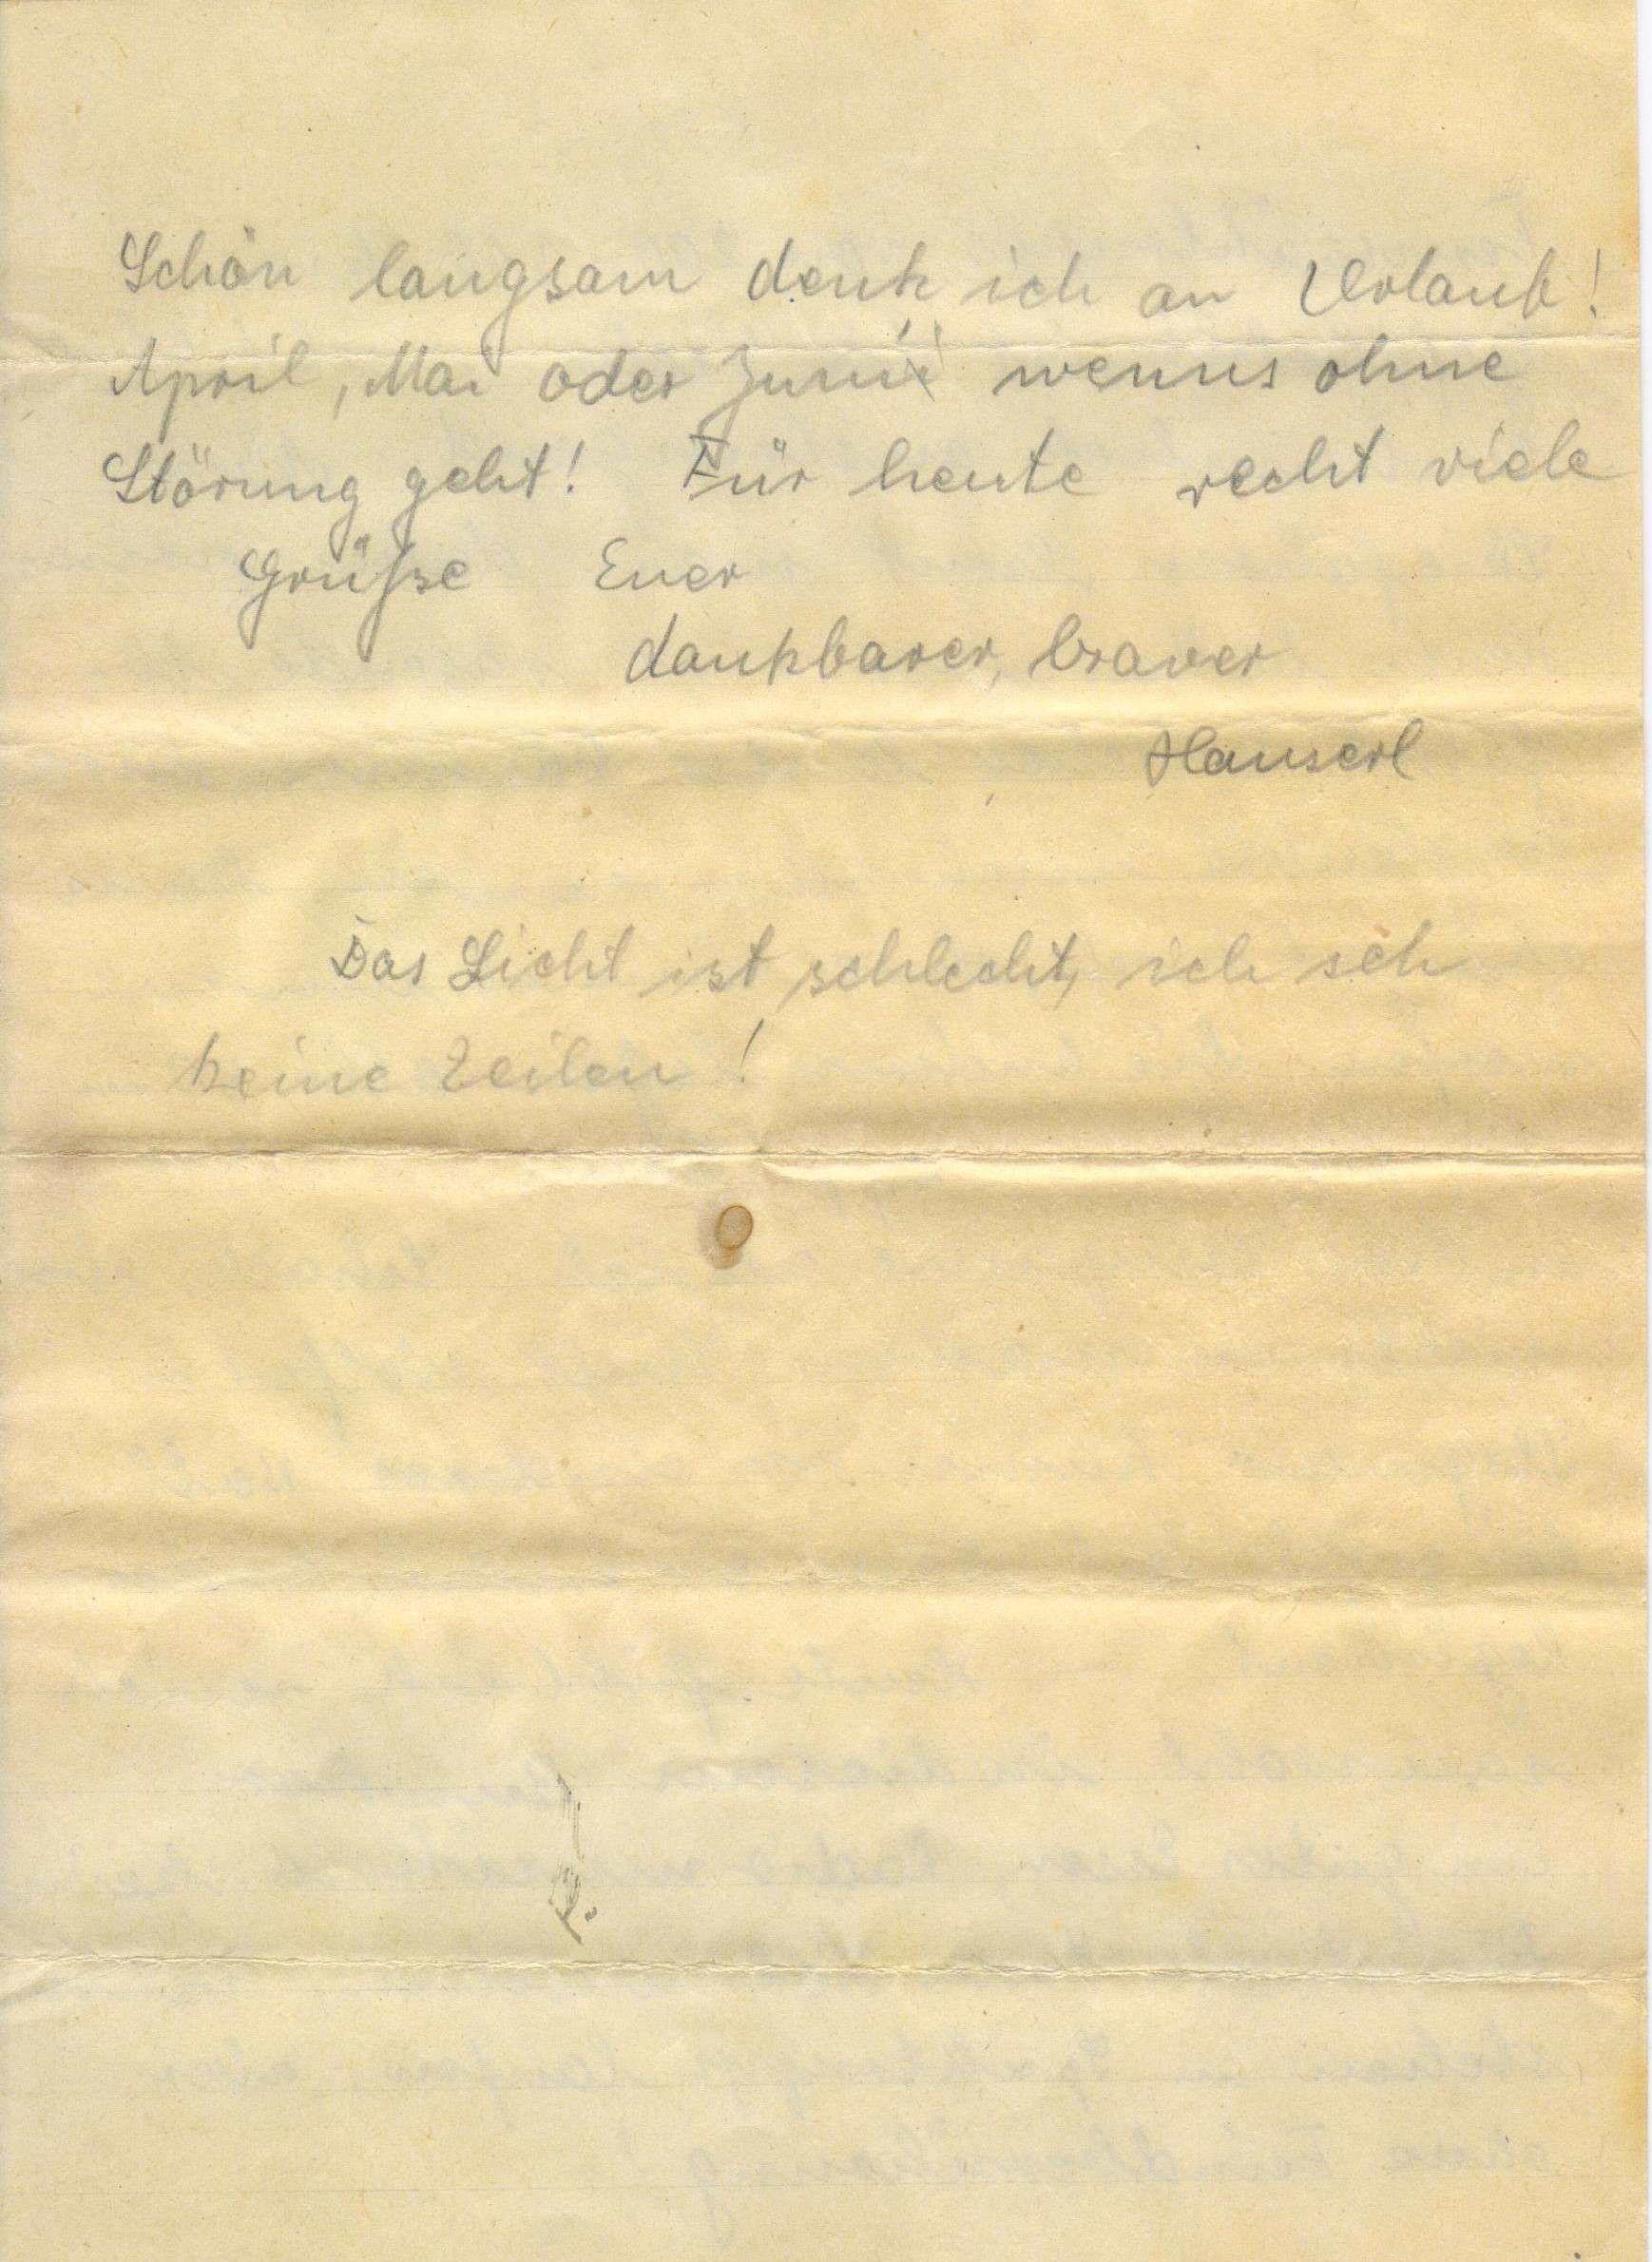 Schön langsam denk ich an Urlaub!
April, Mai oder Juni wenns ohne
Störung geht! Für heute recht viele
Grüße Euer
dankbarer, braver
Hanserl
Das Licht ist schlecht, ich seh
keine Zeilen!